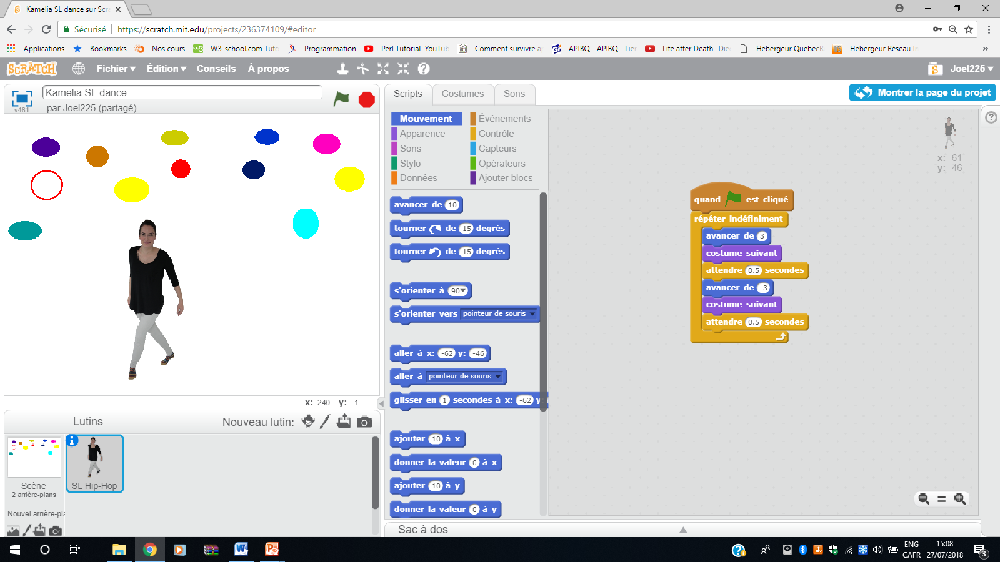 Kamelia SL dance sur Scra
Sécurisé
https://scratch.mit.edu/projects/236374109/#editor
Applications
Bookmarks
Nos cours
W3_school.com Tuto
Programmation
Perl Tutorial YouTub
Comment survivre a
APIBQ - APIBQ - Lier
Life after Death- Die
Hebergeur QuebecR
Hebergeur Réseau In
»
SCRATCH
Fichier
Édition
Conseils
À propos
Joel225
v461
Kamelia SL dance
par Joel225 (partagé)
Scripts
Costumes
Sons
Montrer la page du projet
Mouvement
Événements
Apparence
Contrôle
Sons
Capteurs
Stylo
Opérateurs
Données
Ajouter blocs
avancer de 10
tourner de 15 degrés
tourner de 15 degrés
s'orienter à 90
s'orienter vers pointeur de souris
aller à x: -62 y: -46
aller à pointeur de souris
glisser en 1 secondes à x: -62 y
ajouter 10 à x
donner la valeur 0 à x
ajouter 10 à y
donner la valeur 0 à y
x: -61
y: -46
quand est cliqué
répéter indéfiniment
avancer de 3
costume suivant
attendre 0.5 secondes
avancer de -3
costume suivant
attendre 0.5 secondes
x: 240 y: -1
Lutins
Nouveau lutin:
Scène
2 arrière-plans
Nouvel arrière-pla
SL Hip-Hop
Sac à dos
ENG
CAFR
15:08
27/07/2018
3